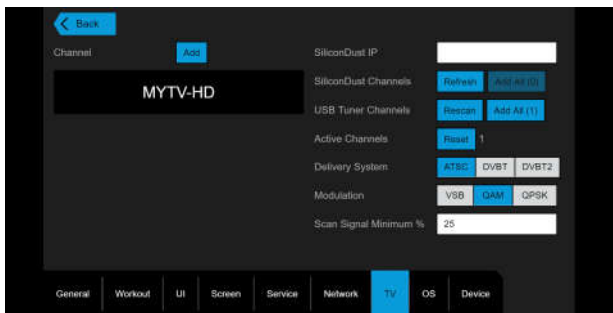 Back
Channel Add
MYTV-HD
SiliconDust IP
SiliconDust Channels Refresh Add All (0)
USB Tuner Channels Rescan Add All (1)
Active Channels Reset 1
Delivery System ATSC DVBT DVBT2
Modulation VSB QAM QPSK
Scan Signal Minimum % 25
General Workout UI Screen Service Network TV OS Device